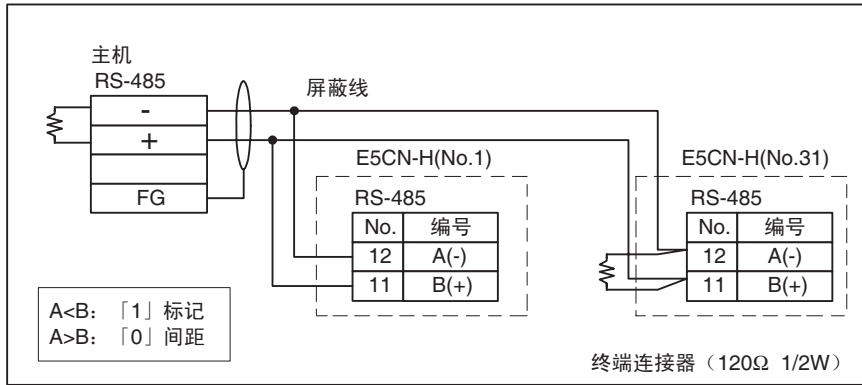 主机
RS-485
-
+
FG
屏蔽线
E5CN-H(No.1)
RS-485
No. 编号
12 A(-)
11 B(+)
E5CN-H(No.31)
RS-485
No. 编号
12 A(-)
11 B(+)
A<B：「1」标记
A>B：「0」间距
终端连接器（120Ω 1/2W）